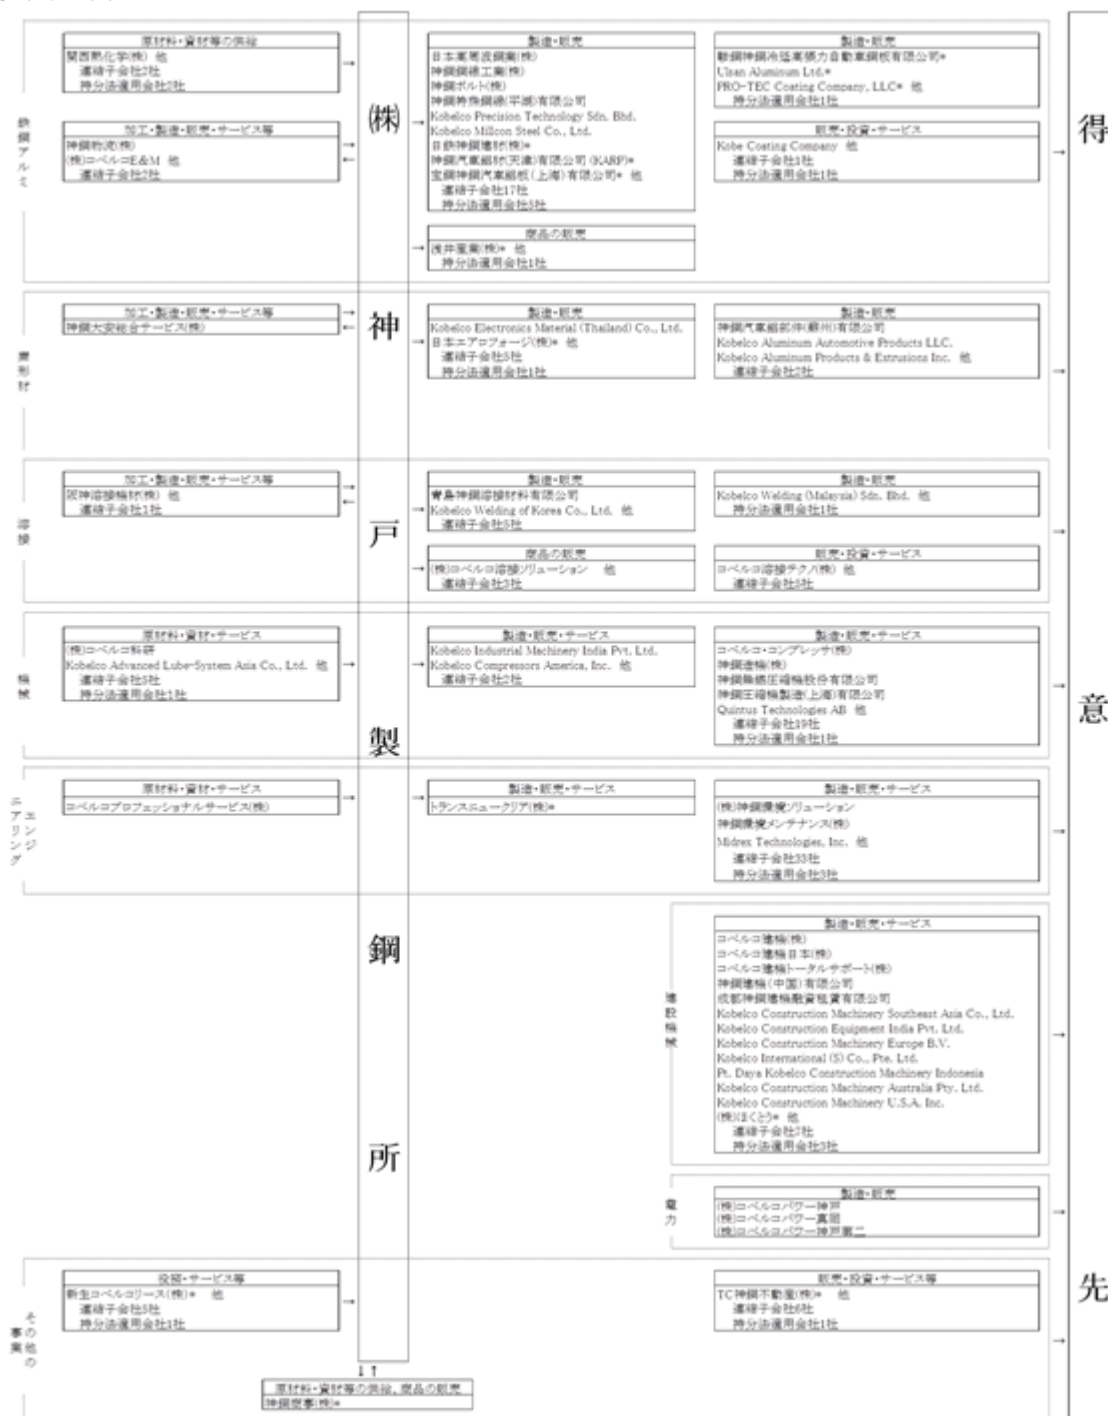 鉄鋼アルミ
原材料・資材等の供給
関西熱化学(株) 他
連結子会社2社
持分法適用会社2社
加工・製造・販売・サービス等
神鋼物流(株)
(株)コベルコE&M 他
連結子会社2社
製造・販売
日本高周波鋼業(株)
神鋼鋼線工業(株)
神鋼ボルト(株)
神鋼特殊鋼線(平湖)有限公司
Kobelco Precision Technology Sdn. Bhd.
Kobelco Millcon Steel Co., Ltd.
日鉄神鋼建材(株)*
神鋼汽車鋁材(天津)有限公司(KARP)*
宝鋼神鋼汽車鋁板(上海)有限公司* 他
連結子会社17社
持分法適用会社5社
商品の販売
浅井産業(株)* 他
持分法適用会社1社
製造・販売
鞍鋼神鋼冷延高張力自動車鋼板有限公司*
Ulsan Aluminum Ltd.*
PRO-TEC Coating Company, LLC* 他
持分法適用会社1社
販売・投資・サービス
Kobe Coating Company 他
連結子会社1社
持分法適用会社1社
素形材
加工・製造・販売・サービス等
神鋼大安総合サービス(株)
製造・販売
Kobelco Electronics Material (Thailand) Co., Ltd.
日本エアロフォージ(株)* 他
連結子会社5社
持分法適用会社1社
製造・販売
神鋼汽車鋁部件(蘇州)有限公司
Kobelco Aluminum Automotive Products LLC.
Kobelco Aluminum Products & Extrusions Inc. 他
連結子会社2社
溶接
加工・製造・販売・サービス等
阪神溶接機材(株) 他
連結子会社1社
製造・販売
青島神鋼溶接材料有限公司
Kobelco Welding of Korea Co., Ltd. 他
連結子会社5社
商品の販売
(株)コベルコ溶接ソリューション 他
連結子会社3社
製造・販売
Kobelco Welding (Malaysia) Sdn. Bhd. 他
持分法適用会社1社
販売・投資・サービス
コベルコ溶接テクノ(株) 他
連結子会社3社
機械
原材料・資材・サービス
(株)コベルコ科研
Kobelco Advanced Lube-System Asia Co., Ltd. 他
連結子会社5社
持分法適用会社1社
製造・販売・サービス
Kobelco Industrial Machinery India Pvt. Ltd.
Kobelco Compressors America, Inc. 他
連結子会社2社
製造・販売・サービス
コベルコ・コンプレッサ(株)
神鋼造機(株)
神鋼無錫圧縮機股份有限公司
神鋼圧縮機製造(上海)有限公司
Quintus Technologies AB 他
連結子会社19社
持分法適用会社1社
エンジニアリング
原材料・資材・サービス
コベルコプロフェッショナルサービス(株)
製造・販売・サービス
トランスニュークリア(株)*
製造・販売・サービス
(株)神鋼環境ソリューション
神鋼環境メンテナンス(株)
Midrex Technologies, Inc. 他
連結子会社33社
持分法適用会社3社
建設機械
製造・販売・サービス
コベルコ建機(株)
コベルコ建機日本(株)
コベルコ建機トータルサポート(株)
神鋼建機(中国)有限公司
成都神鋼建機融資租賃有限公司
Kobelco Construction Machinery Southeast Asia Co., Ltd.
Kobelco Construction Equipment India Pvt. Ltd.
Kobelco Construction Machinery Europe B.V.
Kobelco International (S) Co., Pte. Ltd.
Pt. Daya Kobelco Construction Machinery Indonesia
Kobelco Construction Machinery Australia Pty. Ltd.
Kobelco Construction Machinery U.S.A. Inc.
(株)ほくとう* 他
連結子会社7社
持分法適用会社3社
電力
製造・販売
(株)コベルコパワー神戸
(株)コベルコパワー真岡
(株)コベルコパワー神戸第二
その他の事業
役務・サービス等
新生コベルコリース(株)* 他
連結子会社5社
持分法適用会社1社
販売・投資・サービス等
TC神鋼不動産(株)* 他
連結子会社6社
持分法適用会社1社
原材料・資材等の供給、商品の販売
神鋼商事(株)*
㈱神戸製鋼所
得意先